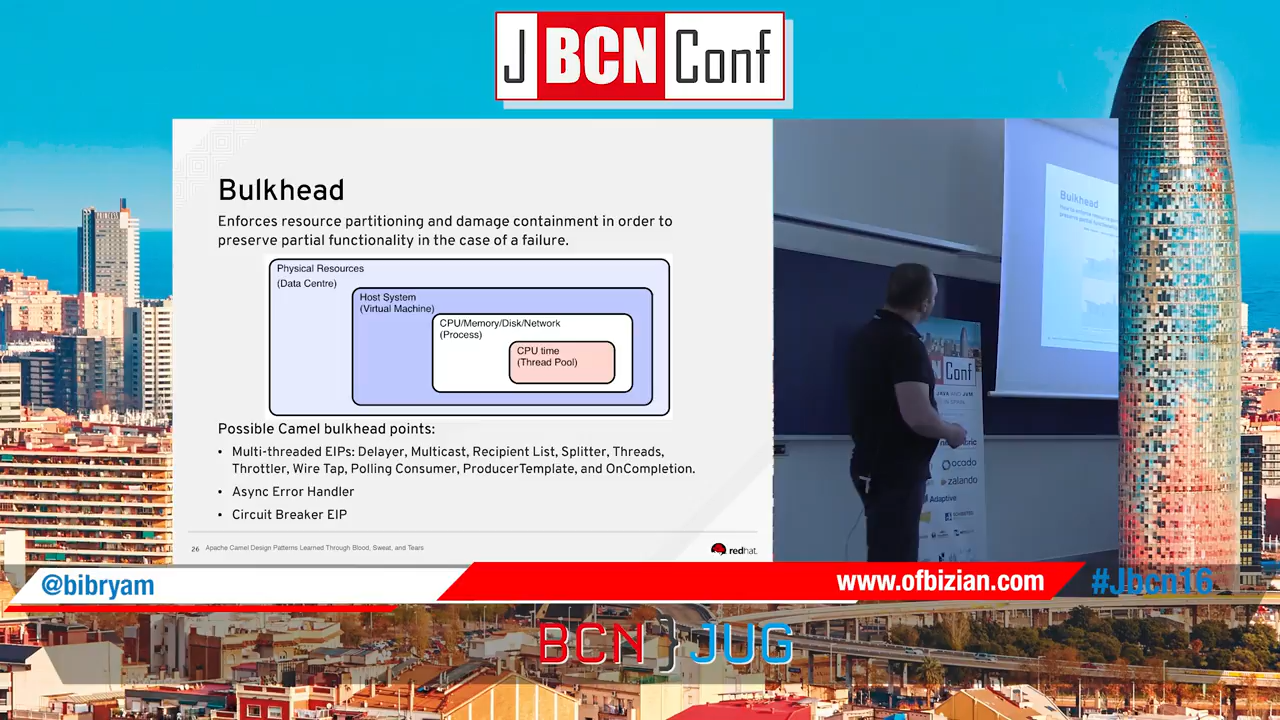 J BCN Conf
Bulkhead
Enforces resource partitioning and damage containment in order to
preserve partial functionality in the case of a failure.
Physical Resources
(Data Centre)
Host System
(Virtual Machine)
CPU/Memory/Disk/Network
(Process)
CPU time
(Thread Pool)
Possible Camel bulkhead points:
• Multi-threaded EIPs: Delayer, Multicast, Recipient List, Splitter, Threads,
Throttler, Wire Tap, Polling Consumer, ProducerTemplate, and OnCompletion.
• Async Error Handler
• Circuit Breaker EIP
26 Apache Camel Design Patterns Learned Through Blood, Sweat, and Tears
redhat.
Bulkhead
Conf
ocado
zalando
Adaptive
@bibryam
www.ofbizian.com
#Jbcn16
BCN JUG